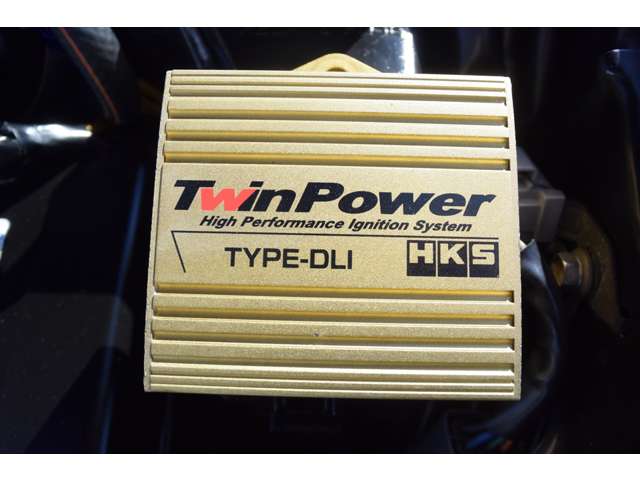 TwinPower
High Performance Ignition System
TYPE-DLI
HKS